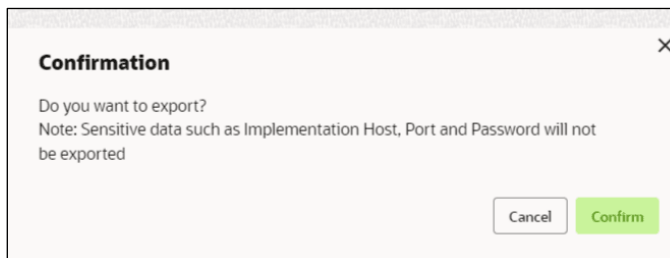 Confirmation
Do you want to export?
Note: Sensitive data such as Implementation Host, Port and Password will not
be exported
Cancel Confirm